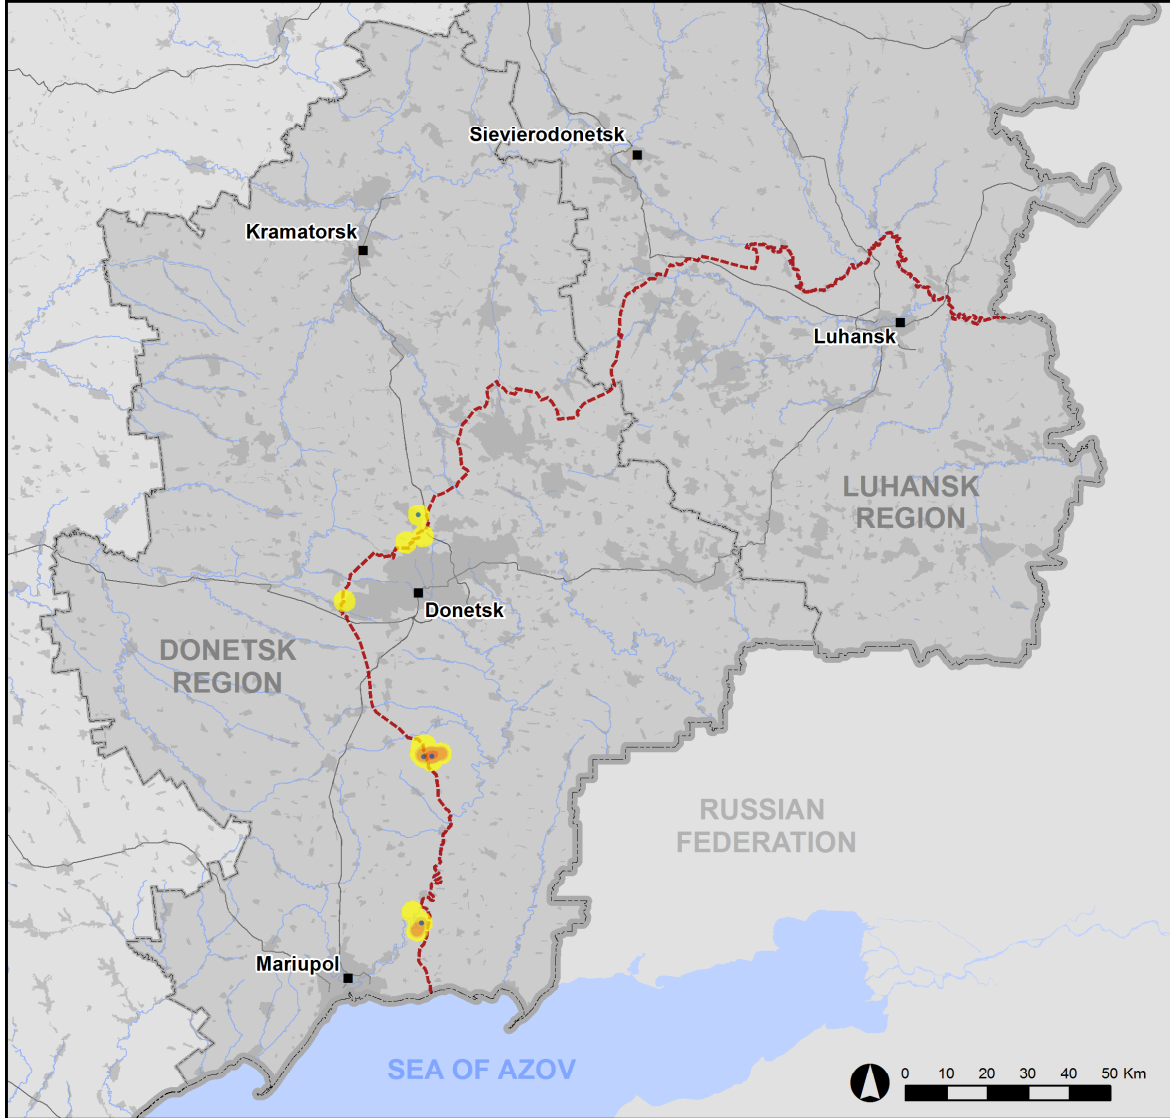 Sievierodonetsk
Kramatorsk
Luhansk
LUHANSK
REGION
Donetsk
DONETSK
REGION
RUSSIAN
FEDERATION
Mariupol
SEA OF AZOV
0 10 20 30 40 50 Km